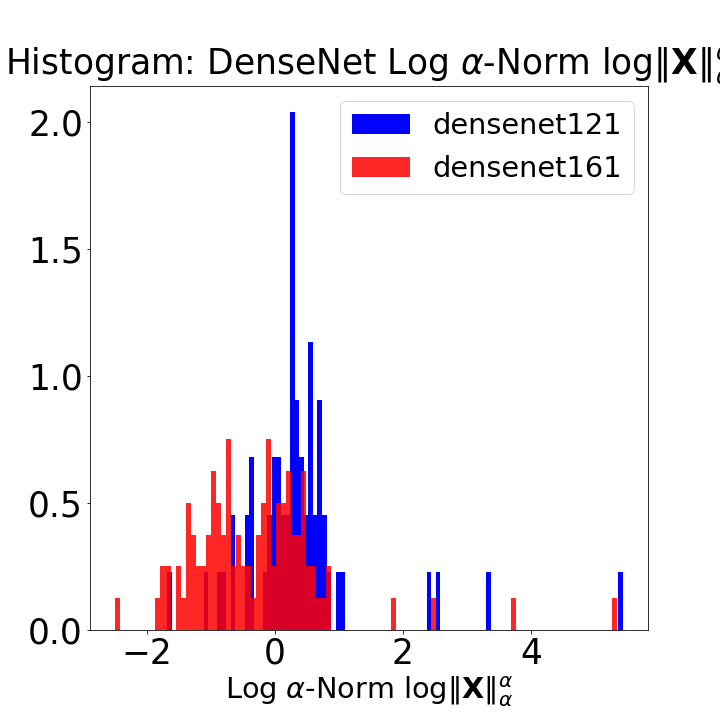 Histogram: DenseNet Log α-Norm log‖X‖
densenet121
densenet161
2.0
1.5
1.0
0.5
0.0
−2 0 2 4
Log α-Norm log‖X‖αα